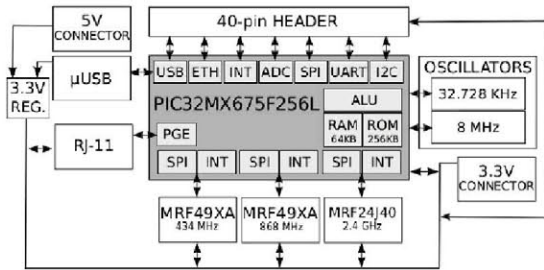 5V
CONNECTOR
40-pin HEADER
µUSB
3.3V
REG.
USB
ETH
INT
ADC
SPI
UART
I2C
OSCILLATORS
32.728 KHz
8 MHz
PIC32MX675F256L
ALU
RAM
64KB
ROM
256KB
PGE
RJ-11
SPI
INT
SPI
INT
SPI
INT
3.3V
CONNECTOR
MRF49XA
434 MHz
MRF49XA
868 MHz
MRF24J40
2.4 GHz